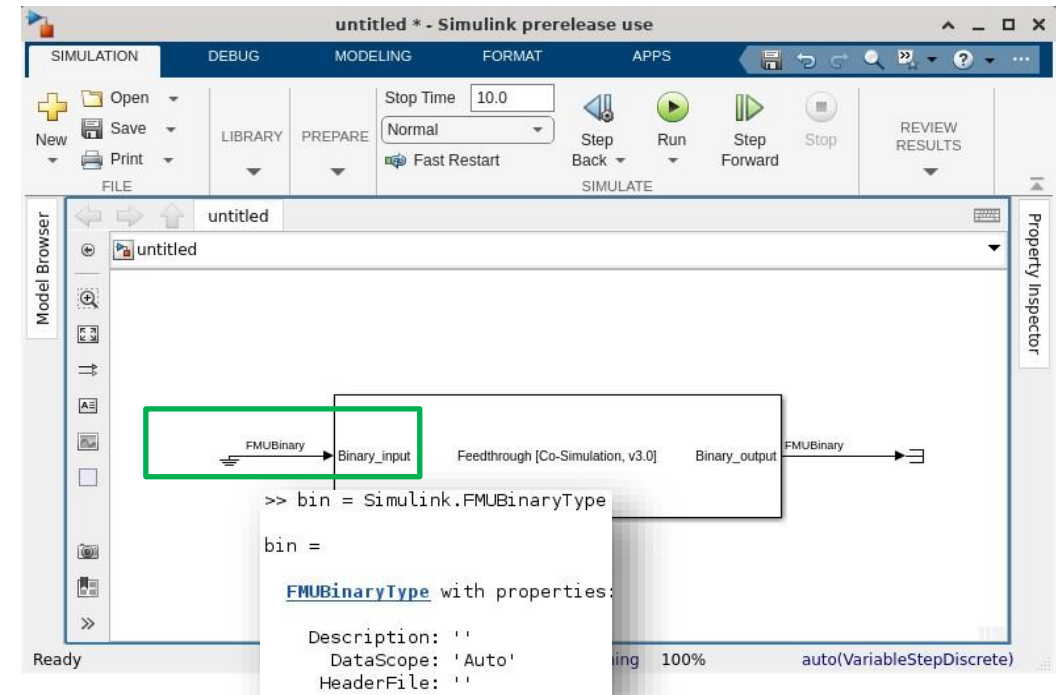 untitled * - Simulink prerelease use
SIMULATION DEBUG MODELING FORMAT APPS
New
Open
Save
Print
FILE
LIBRARY
PREPARE
Stop Time 10.0
Normal
Fast Restart
Step Back
Run
Step Forward
Stop
SIMULATE
REVIEW RESULTS
Model Browser
untitled
untitled
Property Inspector
FMUBinary
Binary_input
Feedthrough [Co-Simulation, v3.0]
Binary_output
FMUBinary
>> bin = Simulink.FMUBinaryType
bin =
FMUBinaryType with properties:
Description: ''
DataScope: 'Auto'
HeaderFile: ''
Ready
100%
auto(VariableStepDiscrete)